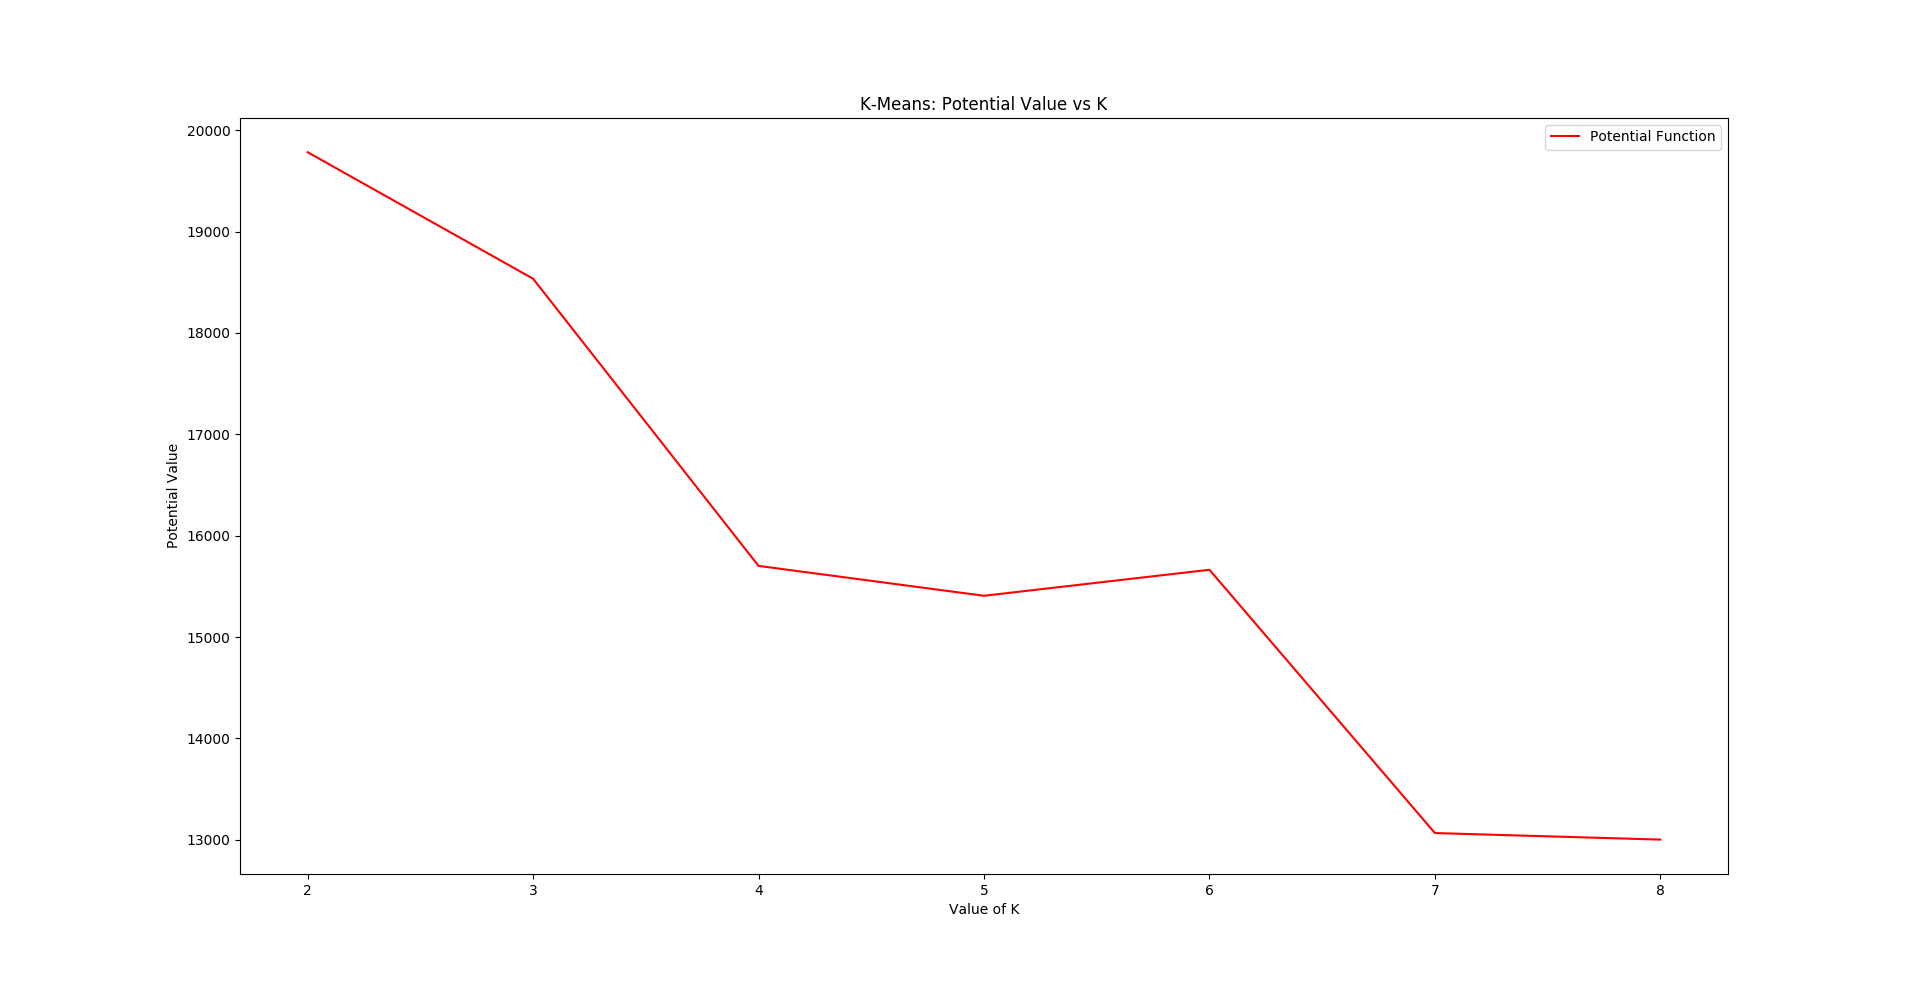 K-Means: Potential Value vs K
Potential Function
20000
19000
18000
17000
16000
15000
14000
13000
Potential Value
2 3 4 5 6 7 8
Value of K